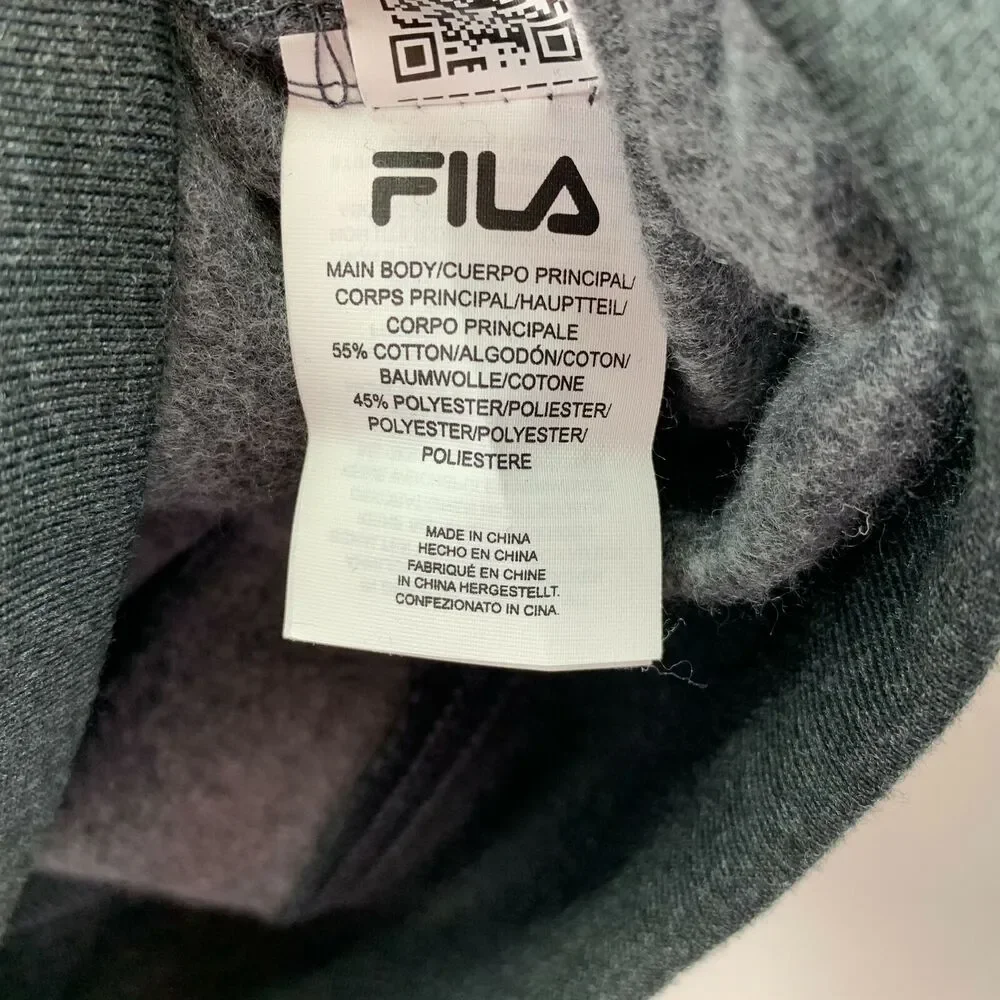 FILA
MAIN BODY/CUERPO PRINCIPAL/
CORPS PRINCIPAL/HAUPTTEIL/
CORPO PRINCIPALE
55% COTTON/ALGODÓN/COTON/
BAUMWOLLE/COTONE
45% POLYESTER/POLIESTER/
POLYESTER/POLYESTER/
POLIESTERE
MADE IN CHINA
HECHO EN CHINA
FABRIQUÉ EN CHINE
IN CHINA HERGESTELLT.
CONFEZIONATO IN CINA.